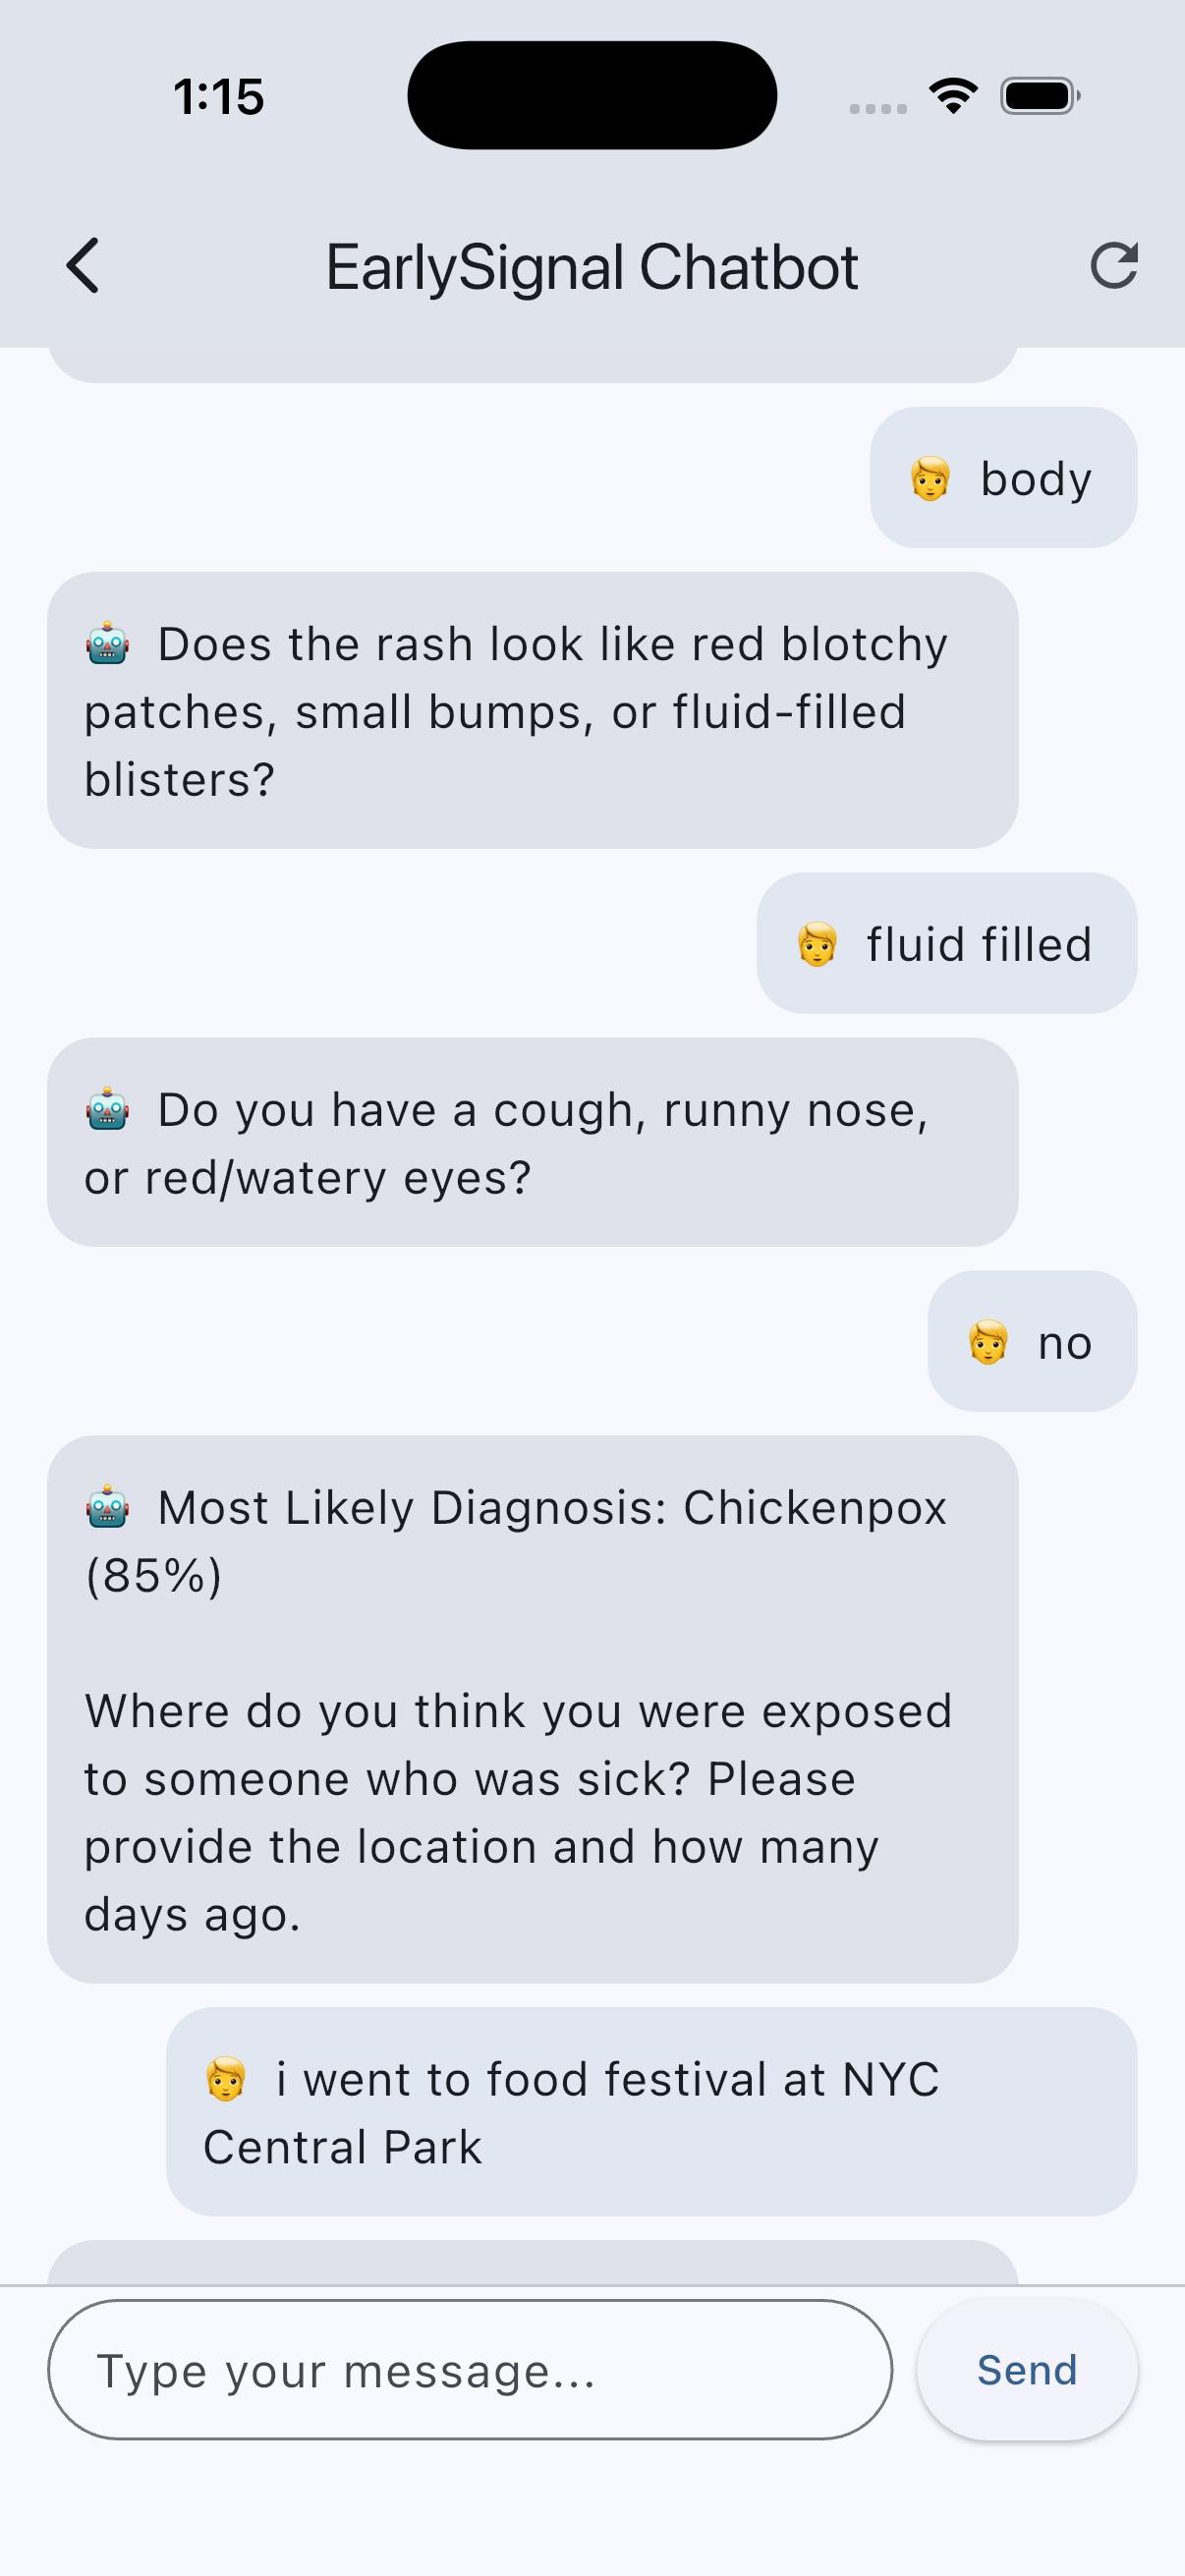 1:15
EarlySignal Chatbot
body
Does the rash look like red blotchy
patches, small bumps, or fluid-filled
blisters?
fluid filled
Do you have a cough, runny nose,
or red/watery eyes?
no
Most Likely Diagnosis: Chickenpox
(85%)
Where do you think you were exposed
to someone who was sick? Please
provide the location and how many
days ago.
i went to food festival at NYC
Central Park
Type your message...
Send